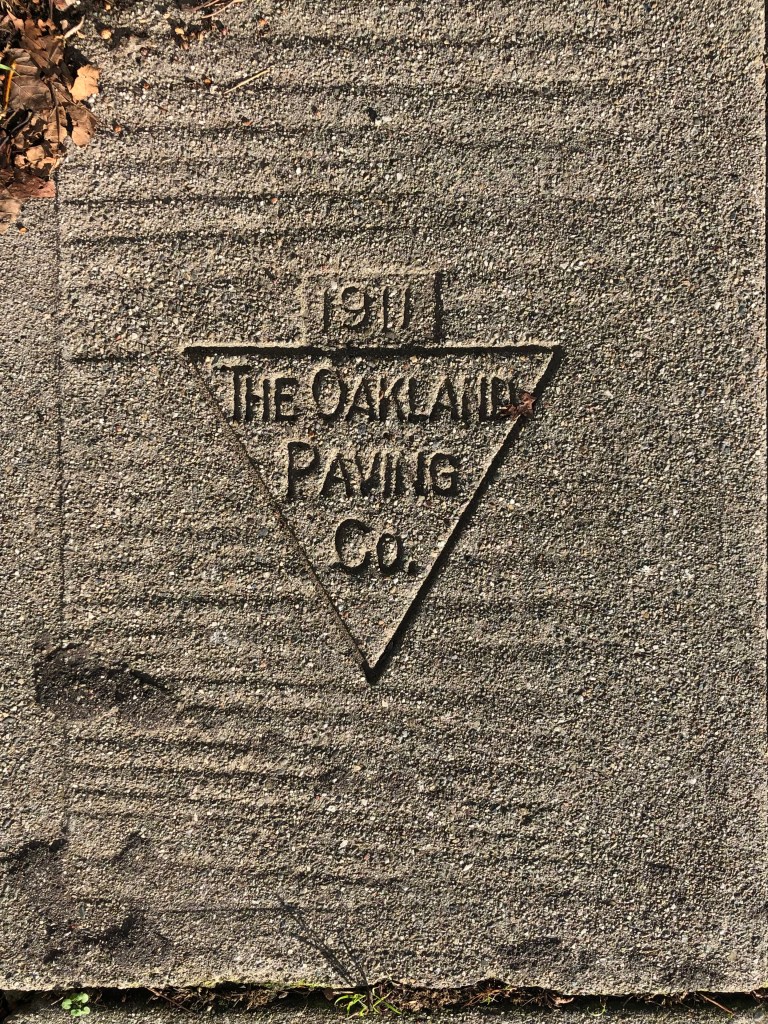 1911
THE OAKLAND
PAVING
Co.